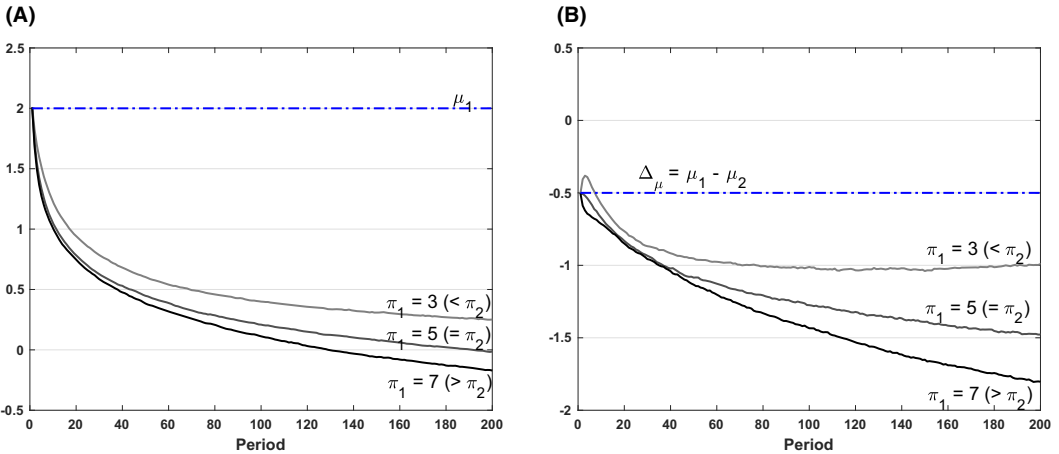 (A)
2.5
2
1.5
1
0.5
0
-0.5
μ1
π1 = 3 (< π2)
π1 = 5 (= π2)
π1 = 7 (> π2)
0 20 40 60 80 100 120 140 160 180 200
Period
(B)
0.5
0
-0.5
-1
-1.5
-2
Δμ = μ1 - μ2
π1 = 3 (< π2)
π1 = 5 (= π2)
π1 = 7 (> π2)
0 20 40 60 80 100 120 140 160 180 200
Period